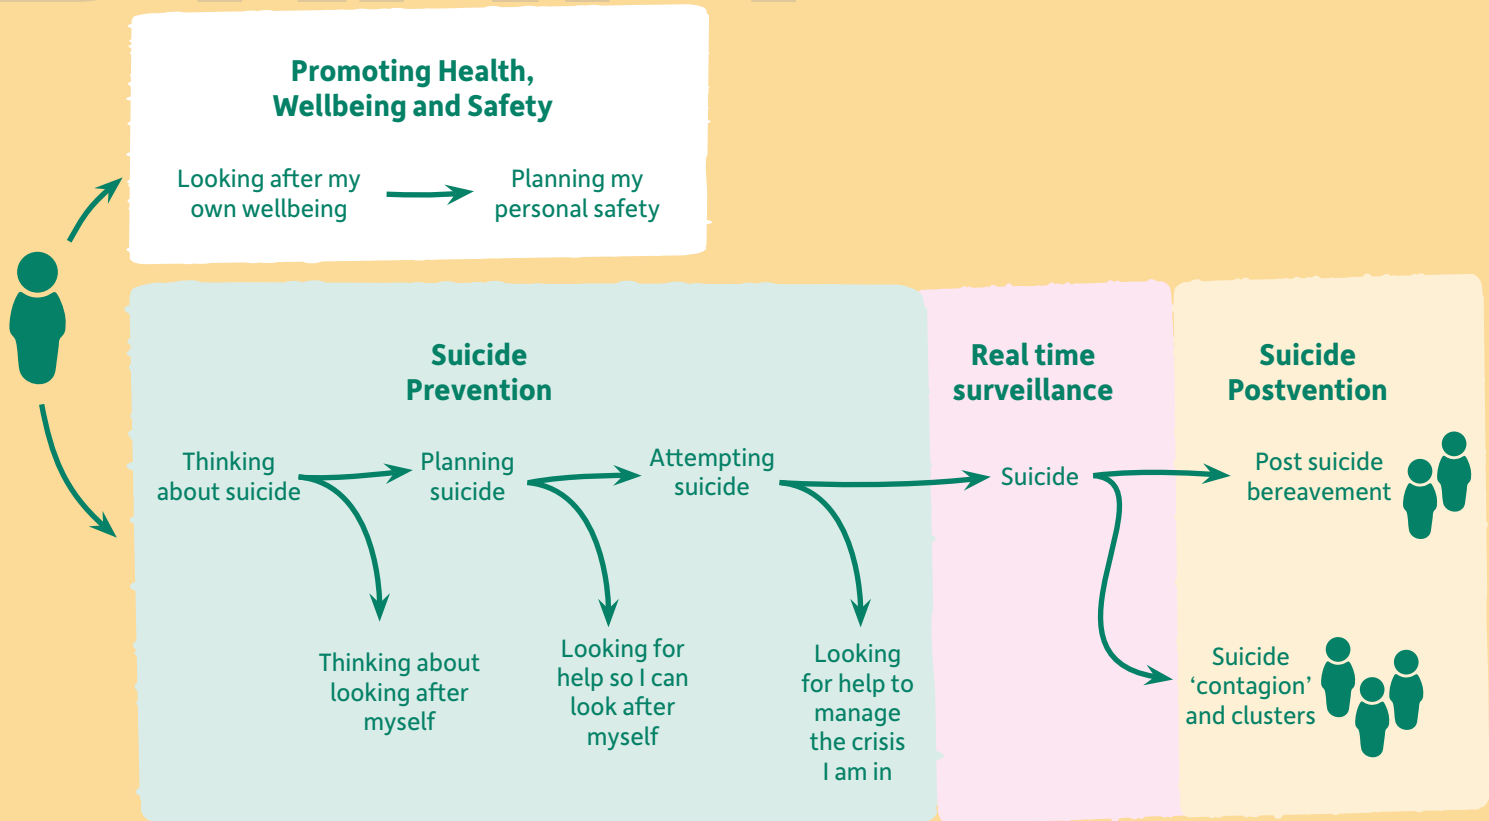 Promoting Health,
Wellbeing and Safety
Looking after my
own wellbeing
Planning my
personal safety
Suicide
Prevention
Thinking
about suicide
Planning
suicide
Attempting
suicide
Thinking about
looking after
myself
Looking for
help so I can
look after
myself
Looking
for help to
manage
the crisis
I am in
Real time
surveillance
Suicide
Suicide
Postvention
Post suicide
bereavement
Suicide
‘contagion’
and clusters